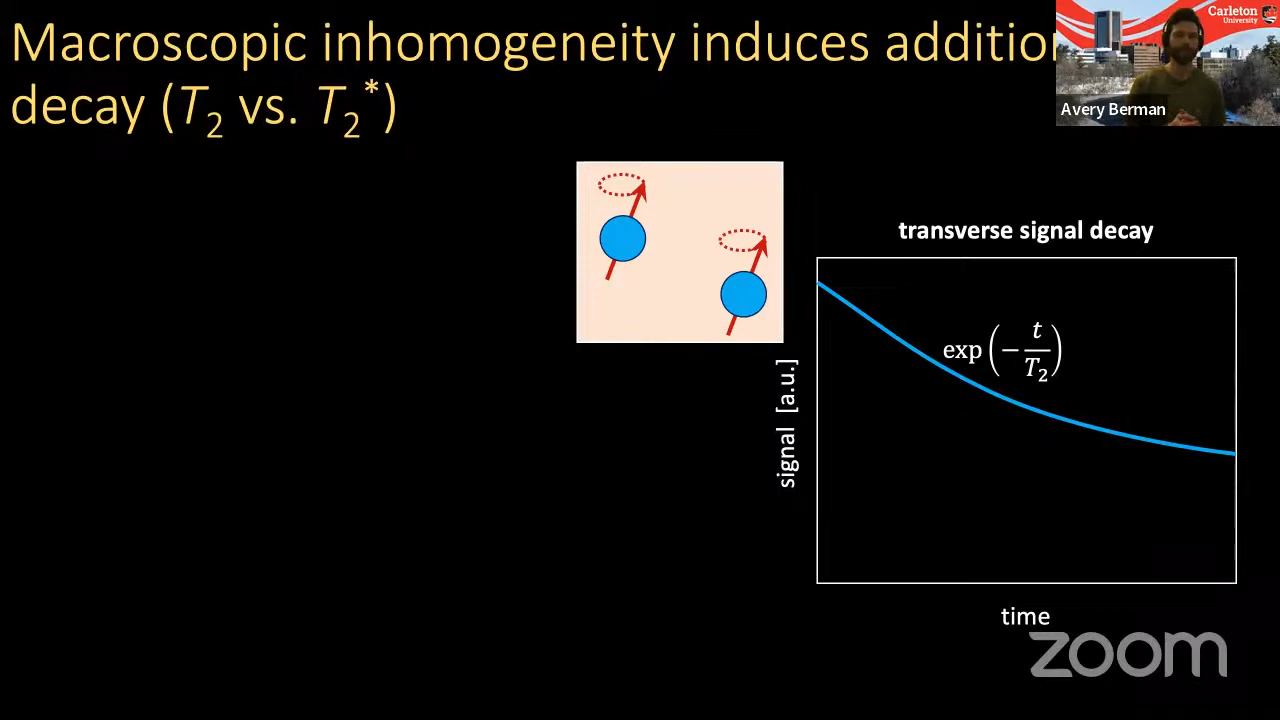 Macroscopic inhomogeneity induces addition
decay (T₂ vs. T₂*)
Carleton
University
Avery Berman
transverse signal decay
exp(−t/T₂)
signal [a.u.]
time
zoom